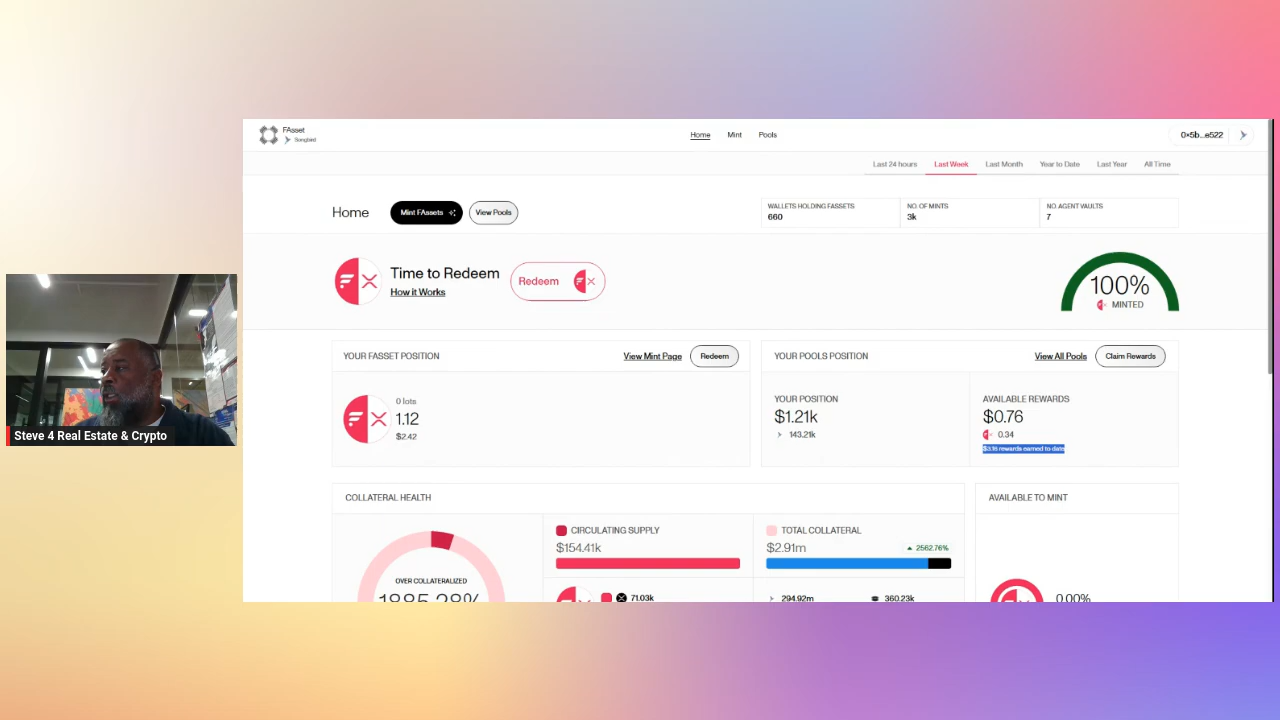 FAsset
Songbird
Home
Mint
Pools
0×5b...e522
Last 24 hours
Last Week
Last Month
Year to Date
Last Year
All Time
Home
Mint FAssets
View Pools
WALLETS HOLDING FASSETS
660
NO. OF MINTS
3k
NO. AGENT VAULTS
7
Time to Redeem
How it Works
Redeem
100%
MINTED
YOUR FASSET POSITION
View Mint Page
Redeem
0 lots
1.12
$2.42
YOUR POOLS POSITION
View All Pools
Claim Rewards
YOUR POSITION
$1.21k
143.21k
AVAILABLE REWARDS
$0.76
0.34
rewards earned to date
Steve 4 Real Estate & Crypto
COLLATERAL HEALTH
OVER COLLATERALIZED
1885.28%
CIRCULATING SUPPLY
$154.41k
71.03k
TOTAL COLLATERAL
$2.91m
2562.76%
294.92m
360.23k
AVAILABLE TO MINT
0.00%